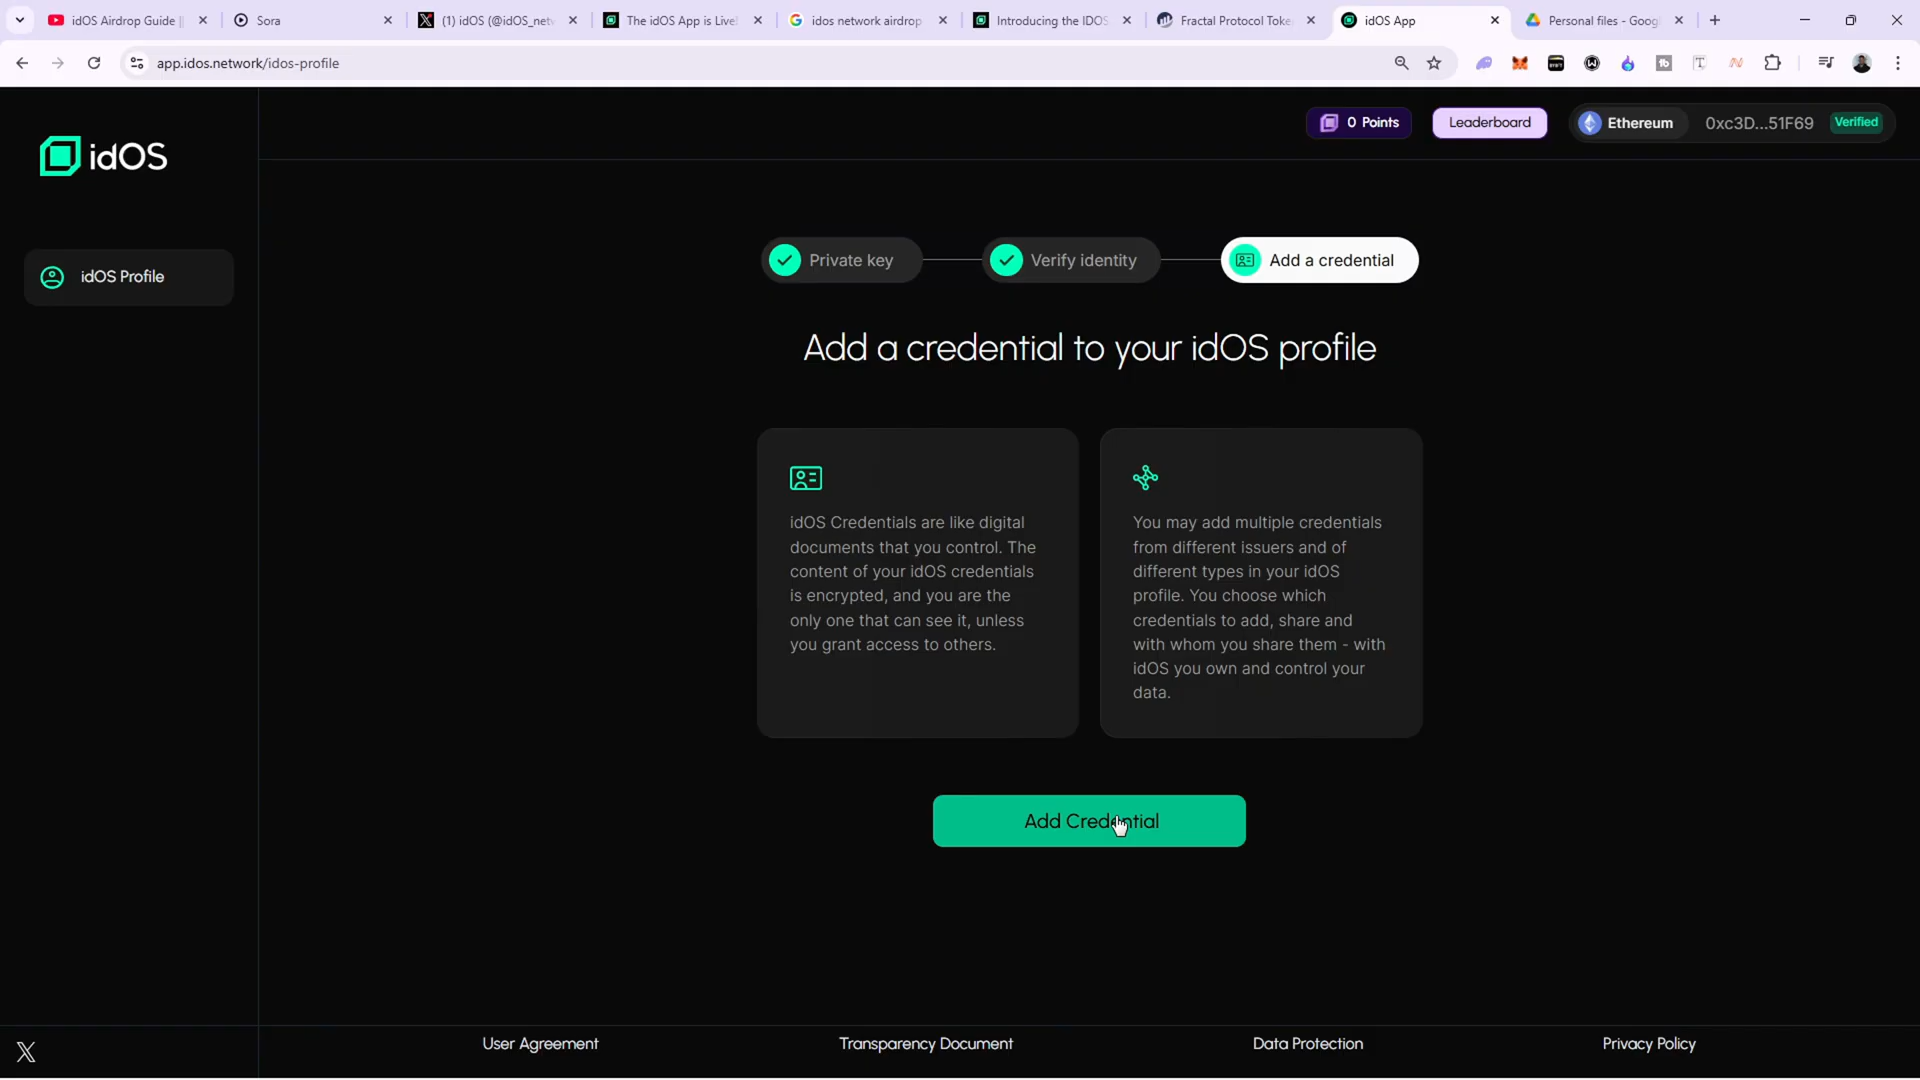 idOS Airdrop Guide ||
Sora
(1) idOS (@idOS_netw
The idOS App is Live!
idos network airdrop
Introducing the IDOS
Fractal Protocol Toke
idOS App
Personal files - Goog
app.idos.network/idos-profile
idOS
0 Points
Leaderboard
Ethereum
0xc3D...51F69
Verified
idOS Profile
Private key
Verify identity
Add a credential
Add a credential to your idOS profile
idOS Credentials are like digital
documents that you control. The
content of your idOS credentials
is encrypted, and you are the
only one that can see it, unless
you grant access to others.
You may add multiple credentials
from different issuers and of
different types in your idOS
profile. You choose which
credentials to add, share and
with whom you share them - with
idOS you own and control your
data.
Add Credential
User Agreement
Transparency Document
Data Protection
Privacy Policy